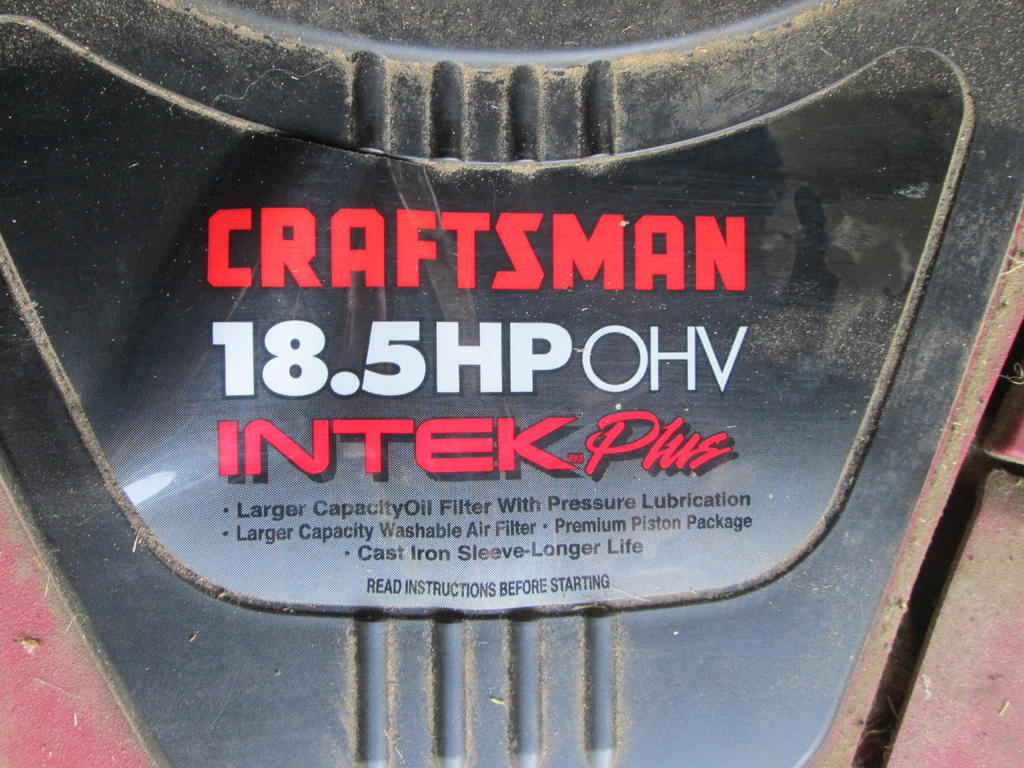 CRAFTSMAN
18.5HP OHV
INTEK™ Plus
· Larger CapacityOil Filter With Pressure Lubrication
· Larger Capacity Washable Air Filter · Premium Piston Package
· Cast Iron Sleeve-Longer Life
READ INSTRUCTIONS BEFORE STARTING